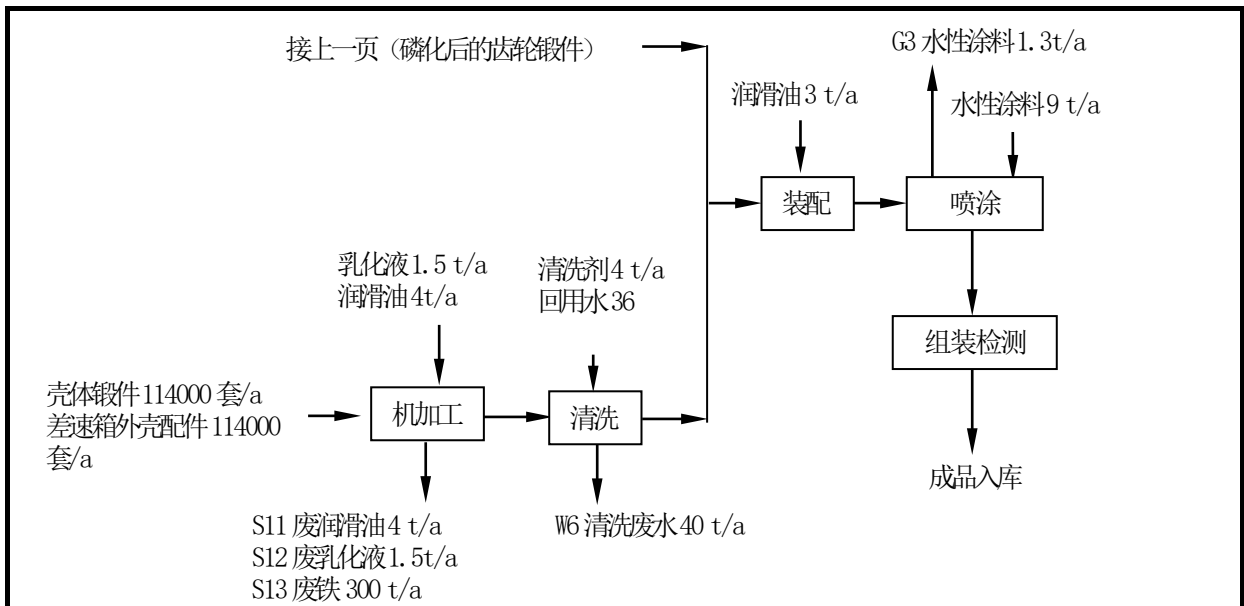 接上一页（磷化后的齿轮锻件）
G3 水性涂料 1.3t/a
润滑油 3 t/a
水性涂料 9 t/a
装配
喷涂
乳化液 1.5 t/a
润滑油 4t/a
清洗剂 4 t/a
回用水 36
组装检测
壳体锻件 114000 套/a
差速箱外壳配件 114000
套/a
机加工
清洗
成品入库
S11 废润滑油 4 t/a
S12 废乳化液 1.5t/a
S13 废铁 300 t/a
W6 清洗废水 40 t/a